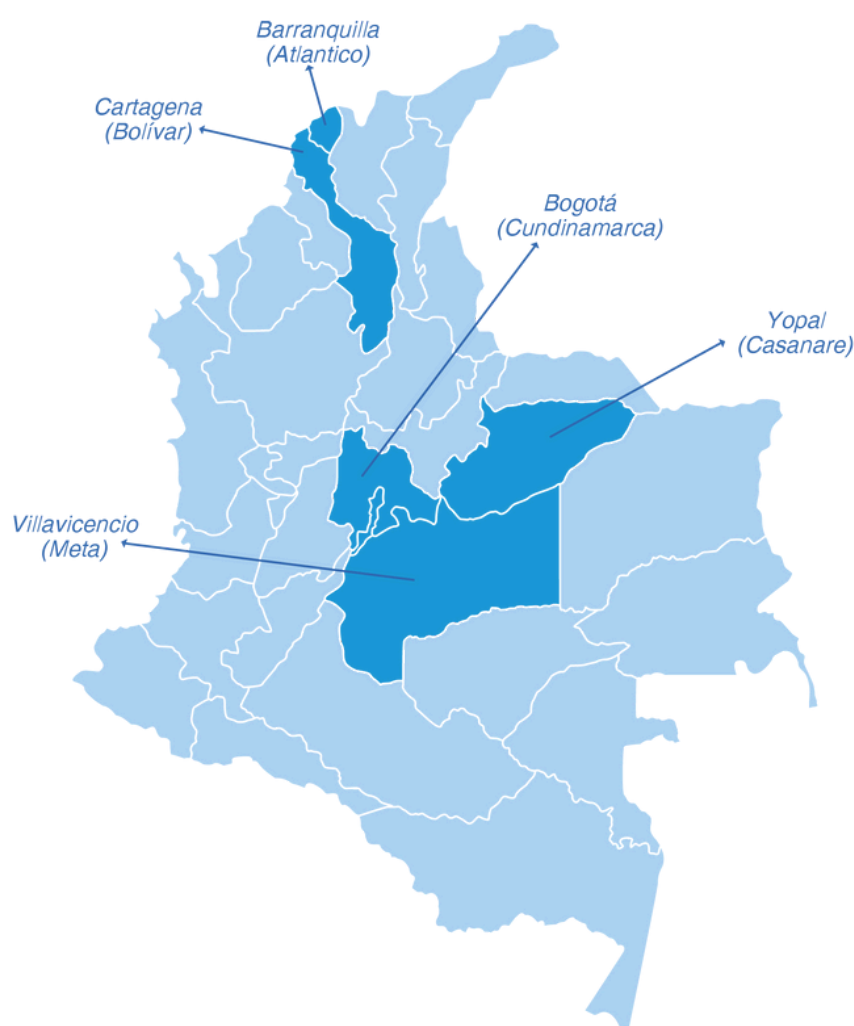 Barranquilla
(Atlantico)
Cartagena
(Bolívar)
Bogotá
(Cundinamarca)
Yopal
(Casanare)
Villavicencio
(Meta)